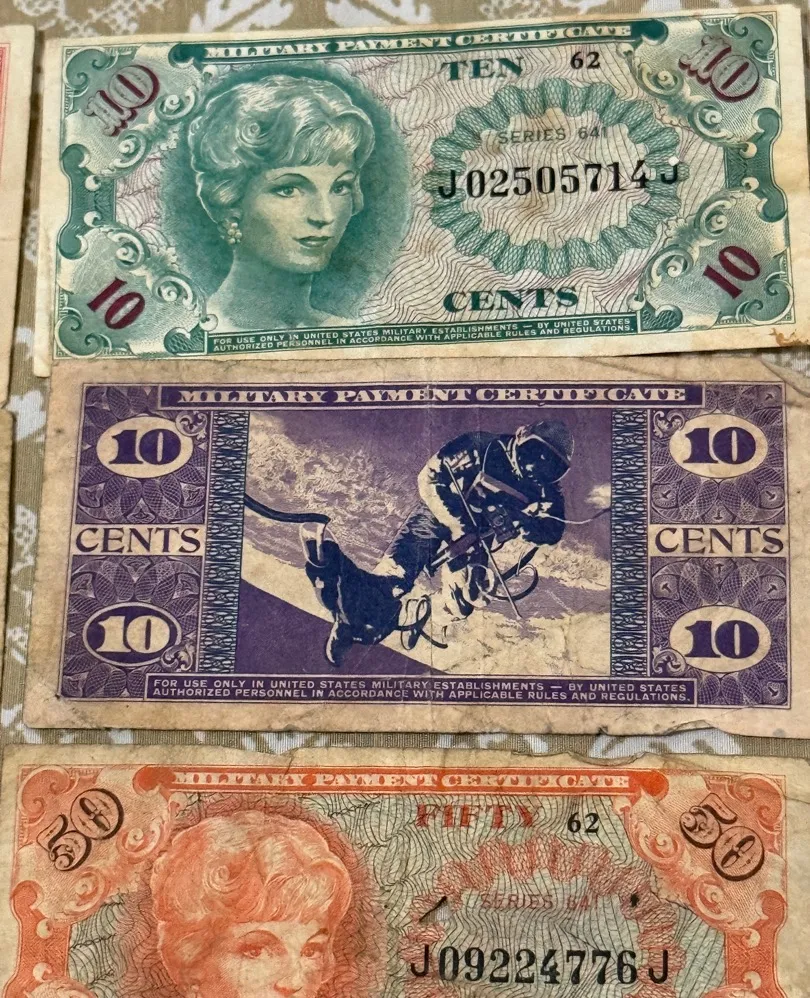 MILITARY PAYMENT CERTIFICATE
10 TEN 62 10
SERIES 641
J02505714J
10 CENTS 10
FOR USE ONLY IN UNITED STATES MILITARY ESTABLISHMENTS — BY UNITED STATES
AUTHORIZED PERSONNEL IN ACCORDANCE WITH APPLICABLE RULES AND REGULATIONS.
MILITARY PAYMENT CERTIFICATE
10 10
CENTS CENTS
10 10
FOR USE ONLY IN UNITED STATES MILITARY ESTABLISHMENTS — BY UNITED STATES
AUTHORIZED PERSONNEL IN ACCORDANCE WITH APPLICABLE RULES AND REGULATIONS.
MILITARY PAYMENT CERTIFICATE
50 FIFTY 62 50
SERIES 641
J09224776J